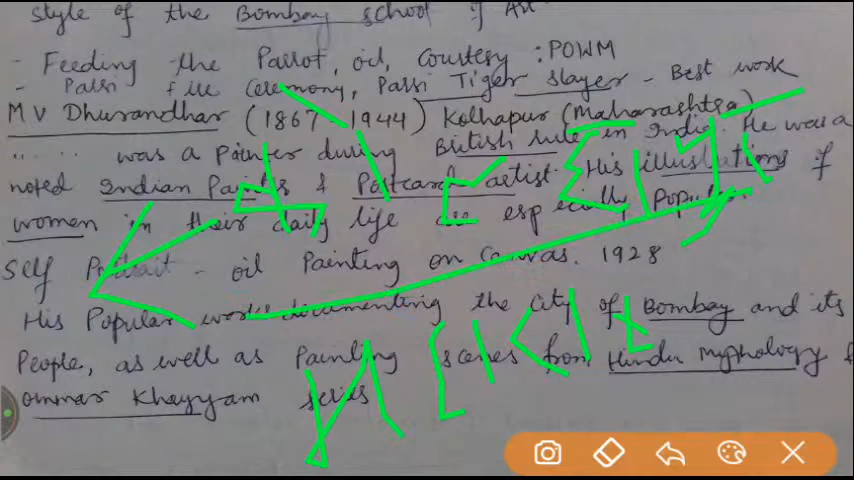 style of the Bombay school of Art
- Feeding the Parrot, oil, Courtesy : POWM
- Parsi fire Ceremony, Parsi Tiger slayer - Best work
M V Dhurandhar (1867 - 1944) Kolhapur (Maharashtra)
" .... was a Painter during British rule in India. He was a
noted Indian Painter & Postcard artist. His illustrations of
women in their daily life are especially Popular.
Self Portrait - oil Painting on Canvas. 1928
His Popular works documenting the city of Bombay and its
People, as well as Painting scenes from Hindu mythology &
ommar Khayyam series